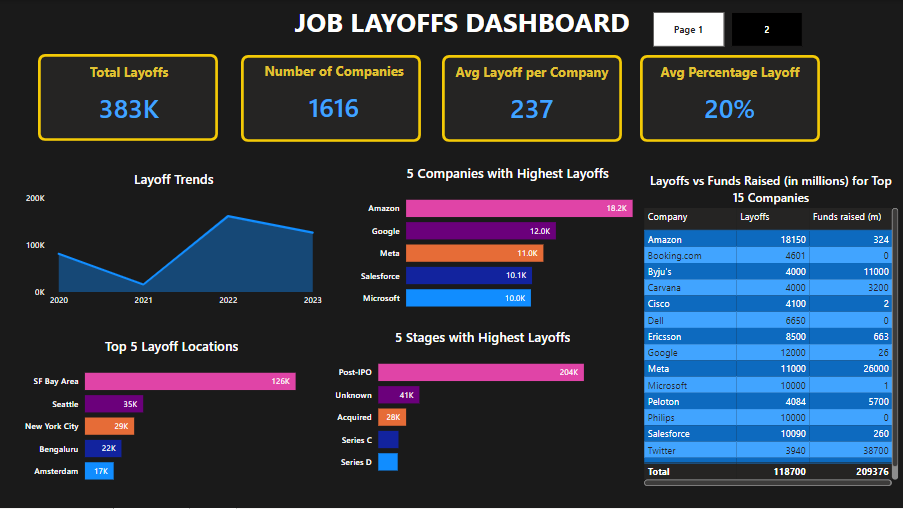 JOB LAYOFFS DASHBOARD
Page 1
2
Total Layoffs
383K
Number of Companies
1616
Avg Layoff per Company
237
Avg Percentage Layoff
20%
Layoff Trends
200K
100K
0K
2020 2021 2022 2023
5 Companies with Highest Layoffs
Amazon 18.2K
Google 12.0K
Meta 11.0K
Salesforce 10.1K
Microsoft 10.0K
Layoffs vs Funds Raised (in millions) for Top
15 Companies
Company Layoffs Funds raised (m)
Amazon 18150 324
Booking.com 4601 0
Byju's 4000 11000
Carvana 4000 3200
Cisco 4100 2
Dell 6650 0
Ericsson 8500 663
Google 12000 26
Meta 11000 26000
Microsoft 10000 1
Peloton 4084 5700
Philips 10000 0
Salesforce 10090 260
Twitter 3940 38700
Total 118700 209376
Top 5 Layoff Locations
SF Bay Area 126K
Seattle 35K
New York City 29K
Bengaluru 22K
Amsterdam 17K
5 Stages with Highest Layoffs
Post-IPO 204K
Unknown 41K
Acquired 28K
Series C
Series D